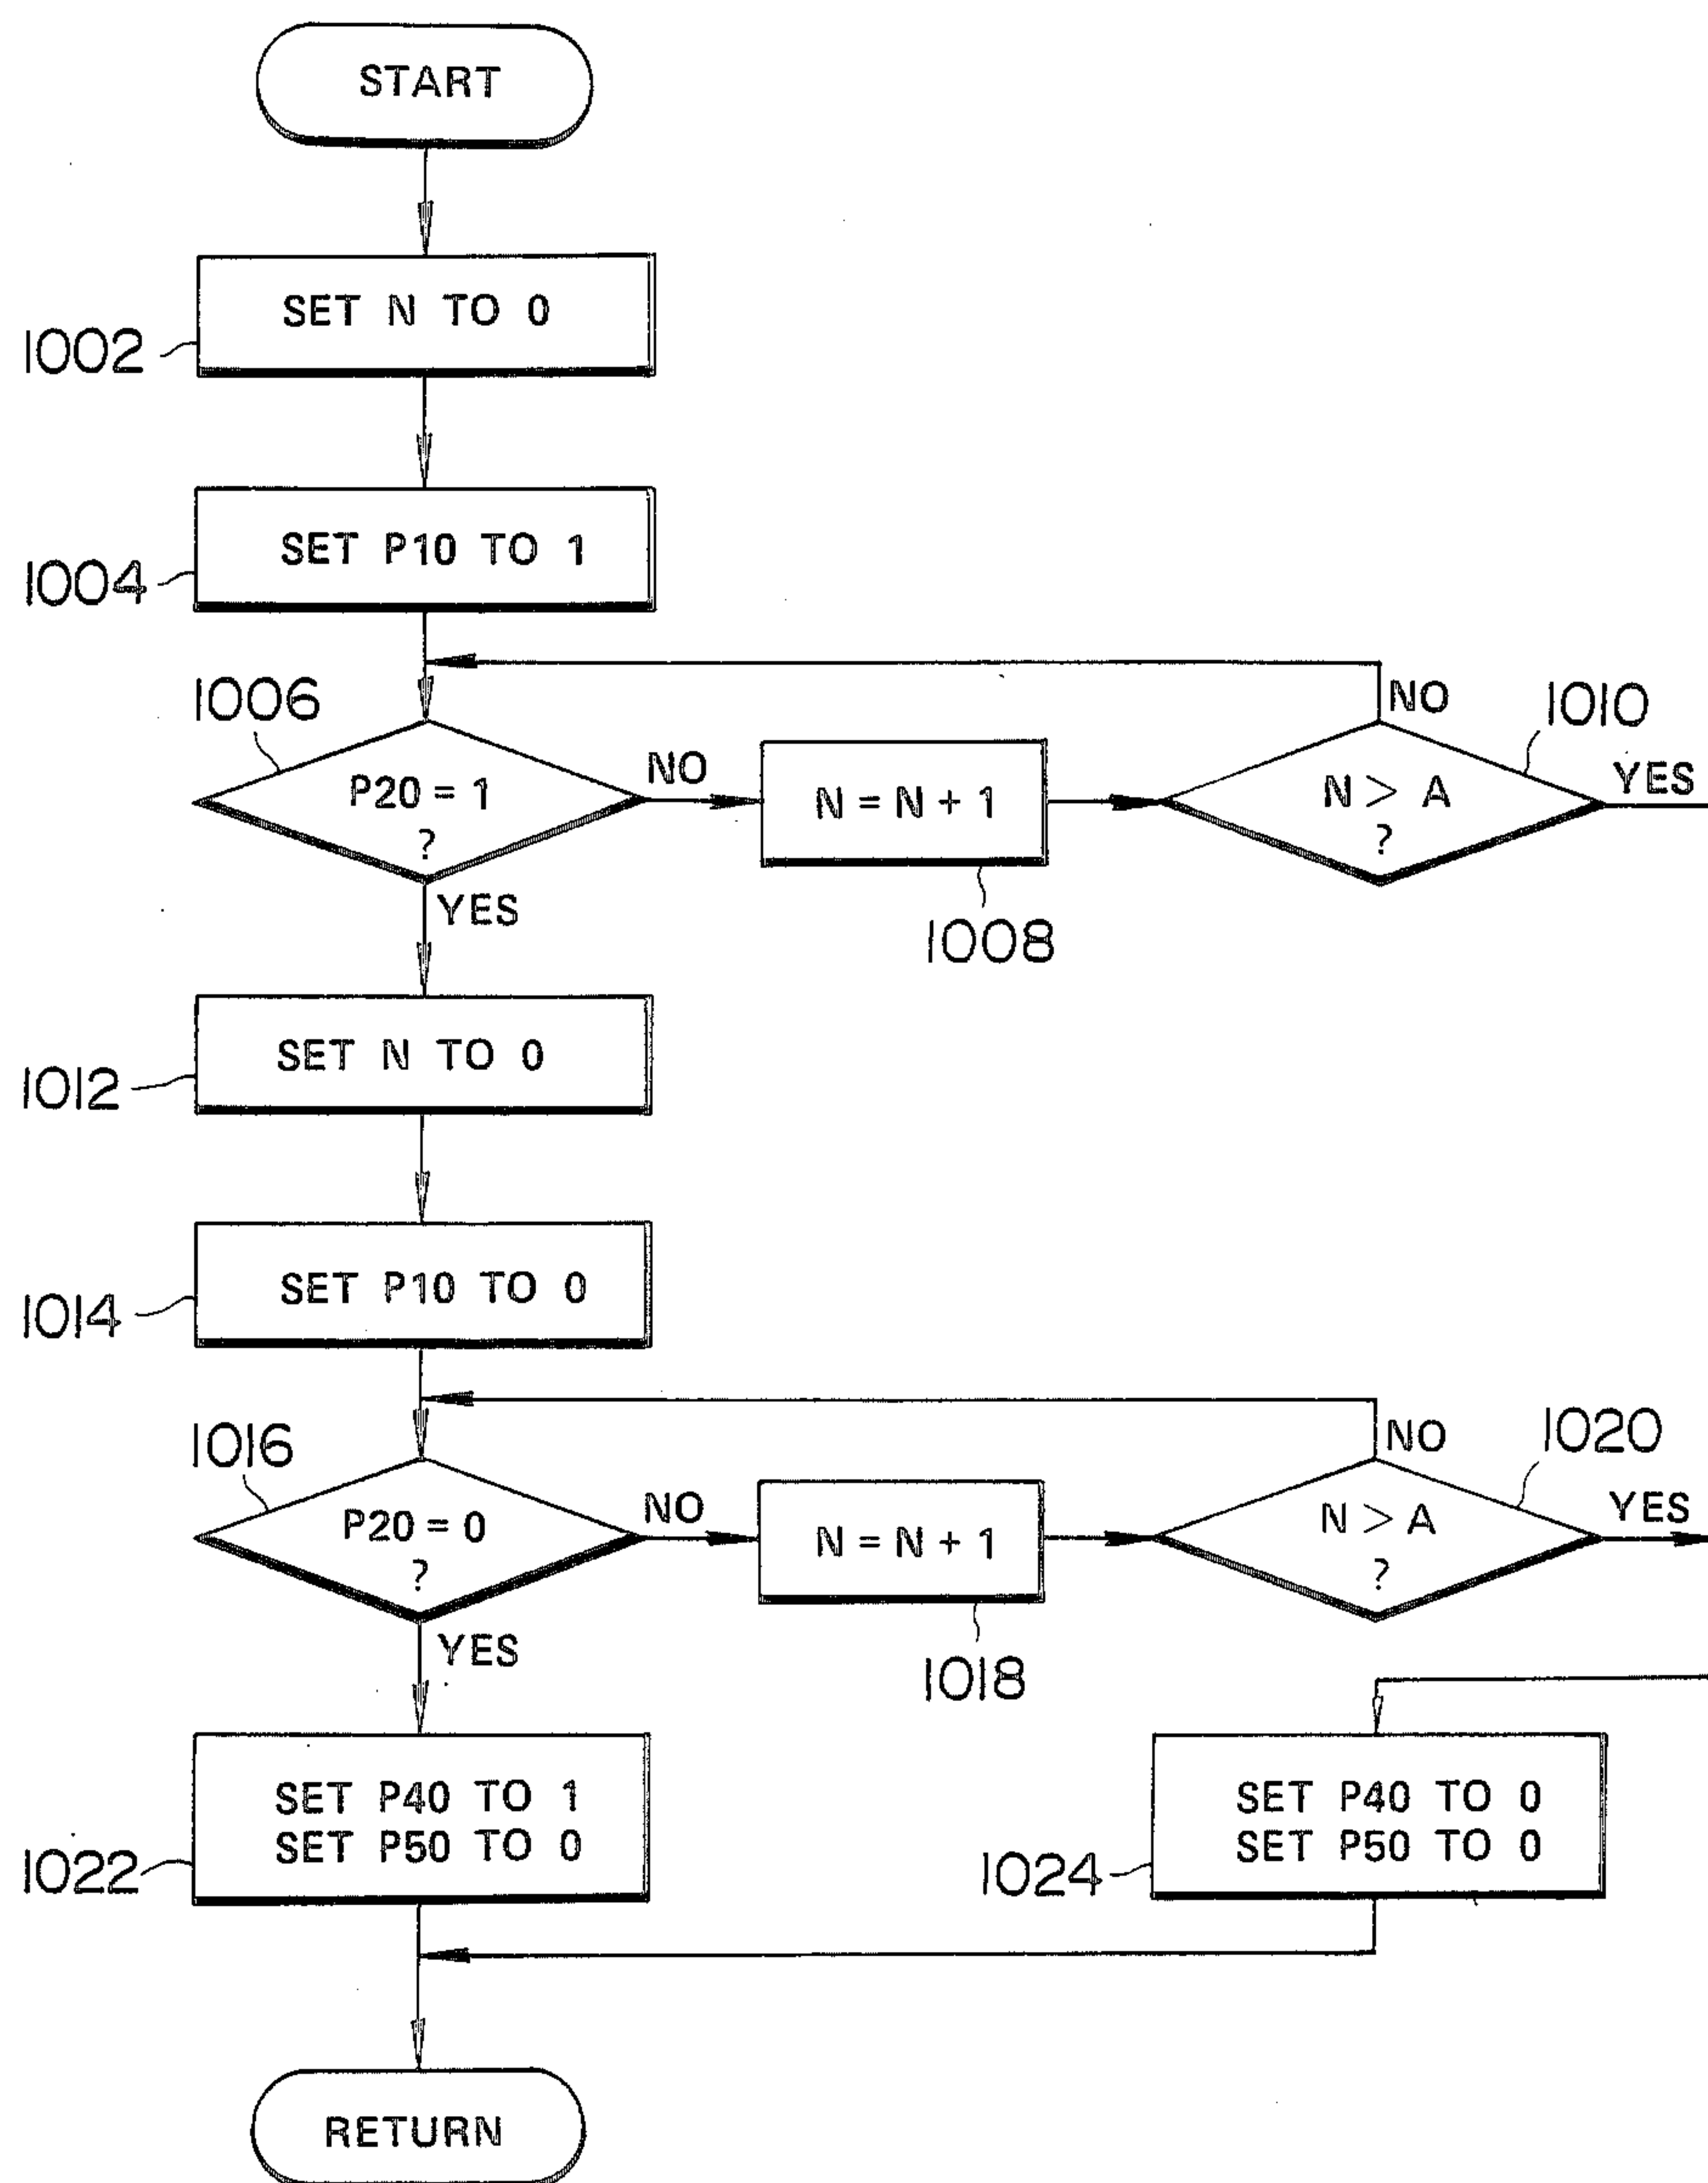 START
SET N TO 0
1002
SET P10 TO 1
1004
1006
P20 = 1
?
NO
YES
N = N + 1
1008
NO
1010
N > A
?
YES
SET N TO 0
1012
SET P10 TO 0
1014
1016
P20 = 0
?
NO
YES
N = N + 1
1018
NO
1020
N > A
?
YES
SET P40 TO 1
SET P50 TO 0
1022
SET P40 TO 0
SET P50 TO 0
1024
RETURN